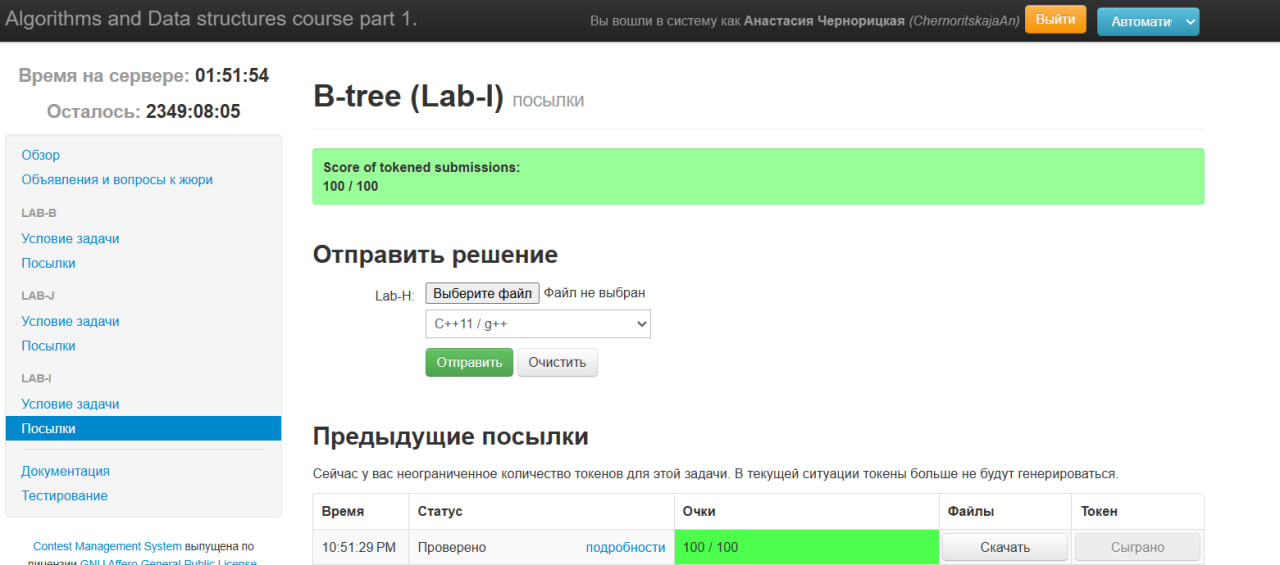 Algorithms and Data structures course part 1.
Вы вошли в систему как Анастасия Чернорицкая (ChernoritskajaAn) Выйти Автомати
Время на сервере: 01:51:54
Осталось: 2349:08:05
Обзор
Объявления и вопросы к жюри
LAB-B
Условие задачи
Посылки
LAB-J
Условие задачи
Посылки
LAB-I
Условие задачи
Посылки
Документация
Тестирование
Contest Management System выпущена по
лицензии GNU Affero General Public License
B-tree (Lab-I) посылки
Score of tokened submissions:
100 / 100
Отправить решение
Lab-H: Выберите файл Файл не выбран
C++11 / g++
Отправить Очистить
Предыдущие посылки
Сейчас у вас неограниченное количество токенов для этой задачи. В текущей ситуации токены больше не будут генерироваться.
Время Статус Очки Файлы Токен
10:51:29 PM Проверено подробности 100 / 100 Скачать Сыграно